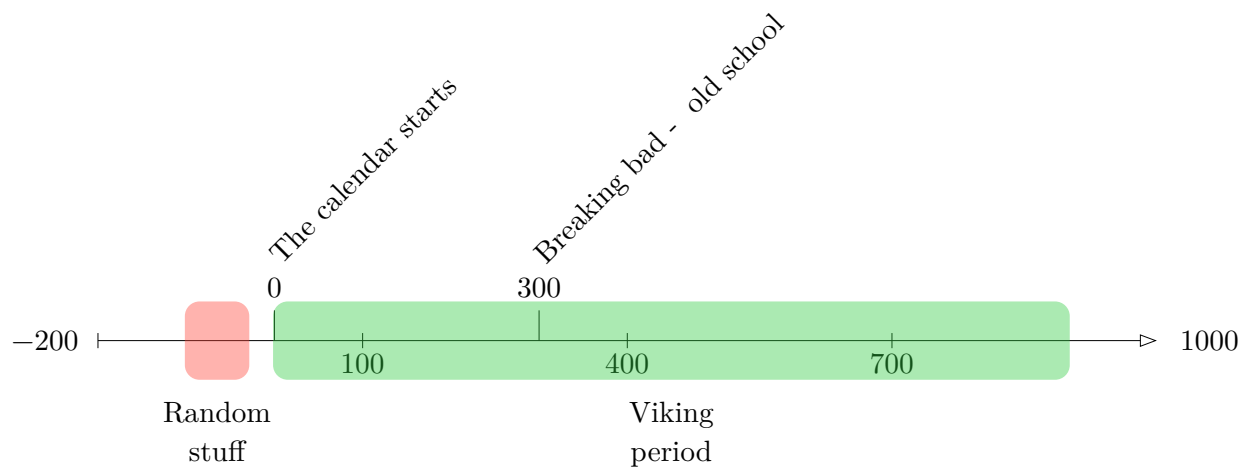 The calendar starts
Breaking bad -  old school
0
300
−200
1000
100
400
700
Random
stuff
Viking
period